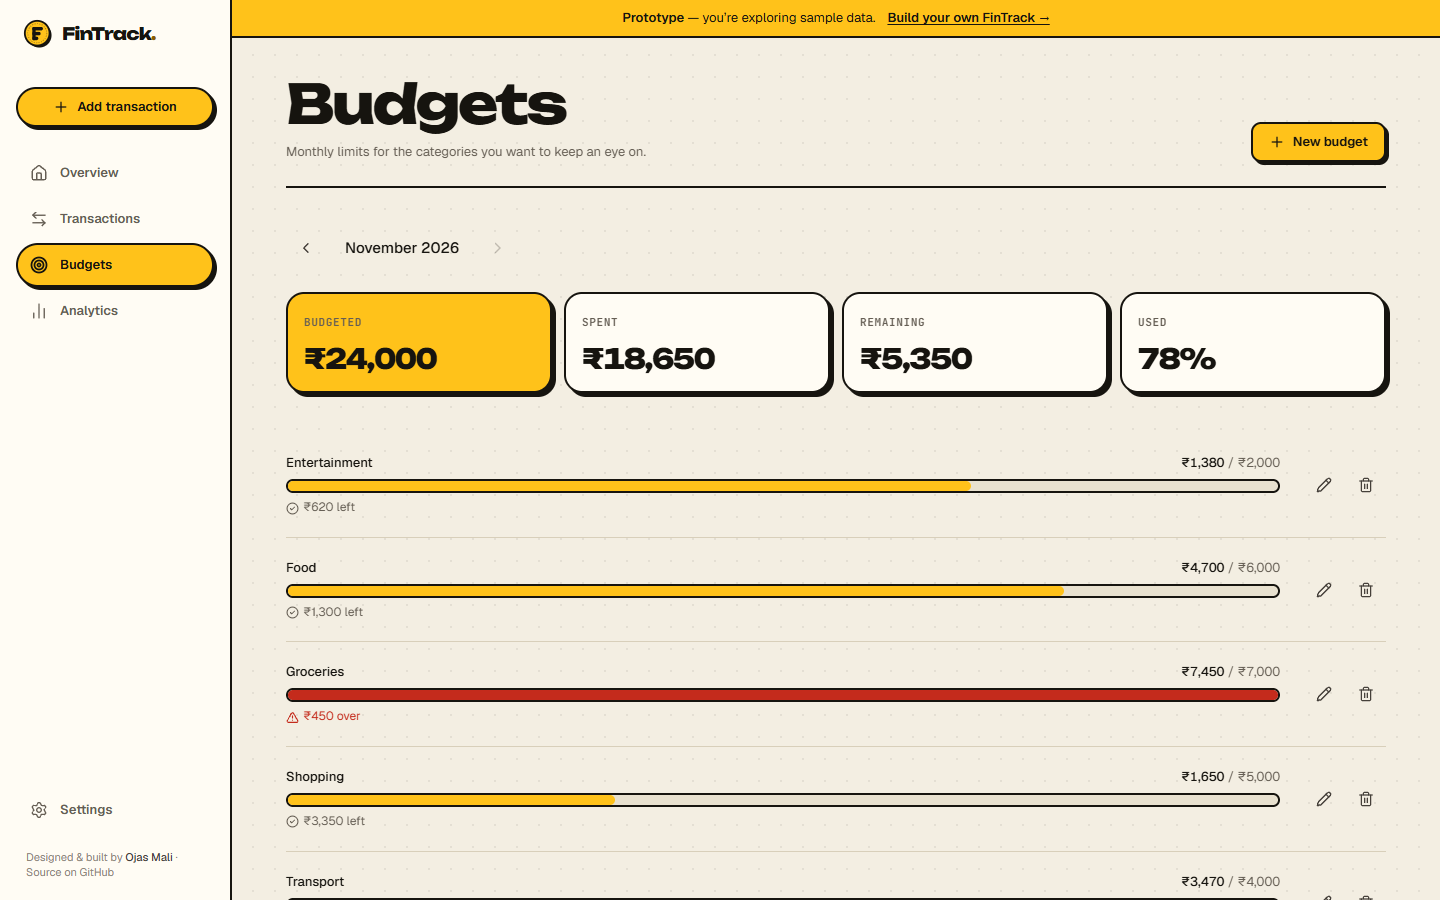 FinTrack.
Add transaction
Overview
Transactions
Budgets
Analytics
Settings
Designed & built by Ojas Mali ·
Source on GitHub
Prototype — you're exploring sample data. Build your own FinTrack →
Budgets
Monthly limits for the categories you want to keep an eye on.
New budget
November 2026
BUDGETED
₹24,000
SPENT
₹18,650
REMAINING
₹5,350
USED
78%
Entertainment ₹1,380 / ₹2,000
₹620 left
Food ₹4,700 / ₹6,000
₹1,300 left
Groceries ₹7,450 / ₹7,000
₹450 over
Shopping ₹1,650 / ₹5,000
₹3,350 left
Transport ₹3,470 / ₹4,000